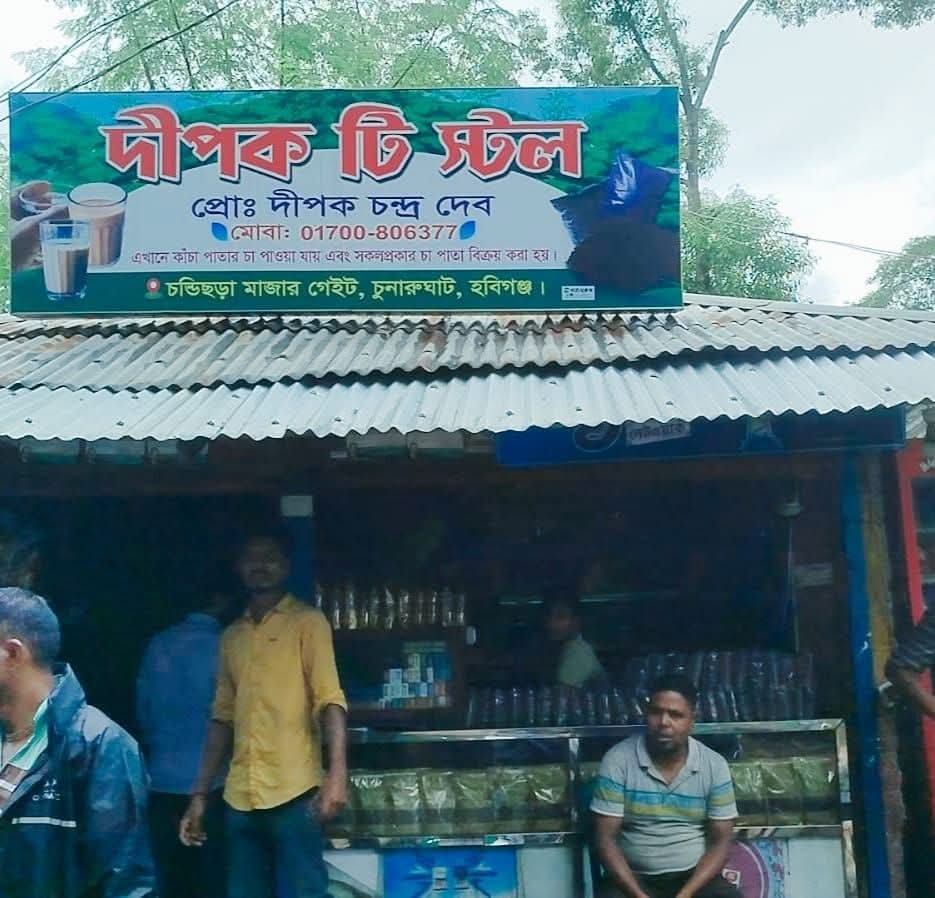 দীপক টি স্টল
প্রোঃ দীপক চন্দ্র দেব
মোবা: 01700-806377
এখানে কাঁচা পাতার চা পাওয়া যায় এবং সকলপ্রকার চা পাতা বিক্রয় করা হয়।
চন্ডিছড়া মাজার গেইট, চুনারুঘাট, হবিগঞ্জ।